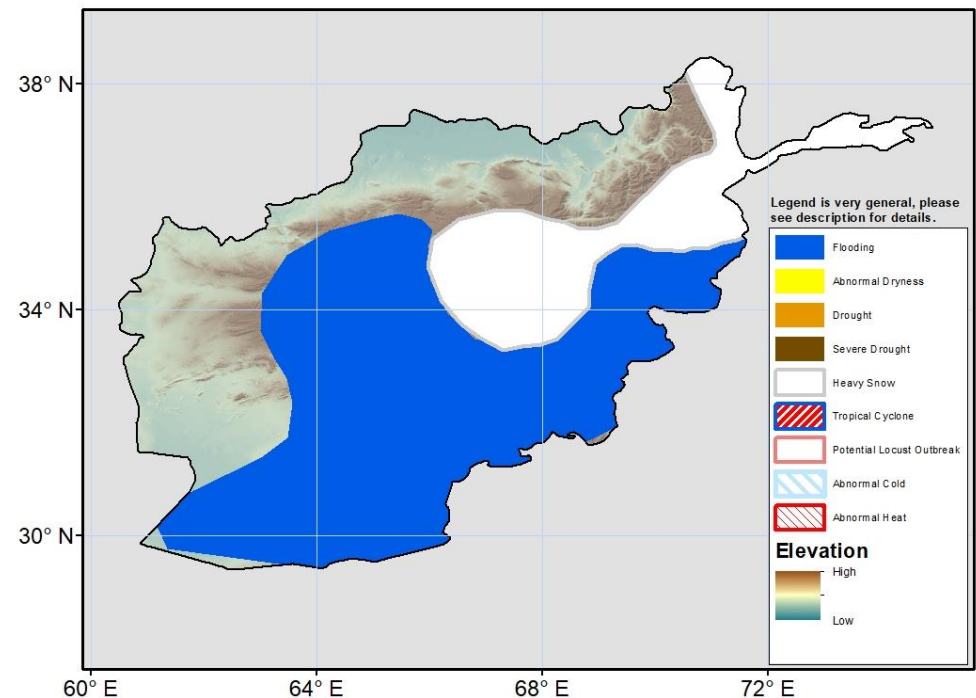 38° N
34° N
30° N
60° E
64° E
68° E
72° E
Legend is very general, please
see description for details.
Flooding
Abnormal Dryness
Drought
Severe Drought
Heavy Snow
Tropical Cyclone
Potential Locust Outbreak
Abnormal Cold
Abnormal Heat
Elevation
High
Low